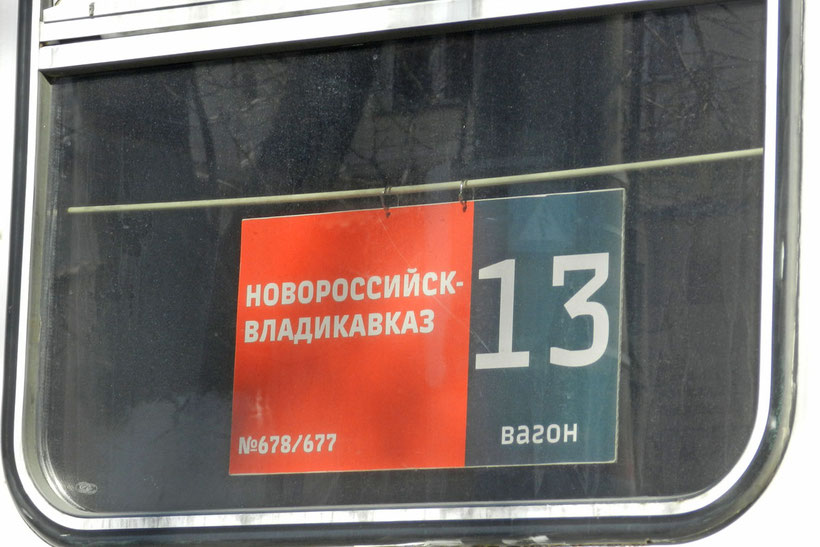 НОВОРОССИЙСК-
ВЛАДИКАВКАЗ
№678/677
13
вагон